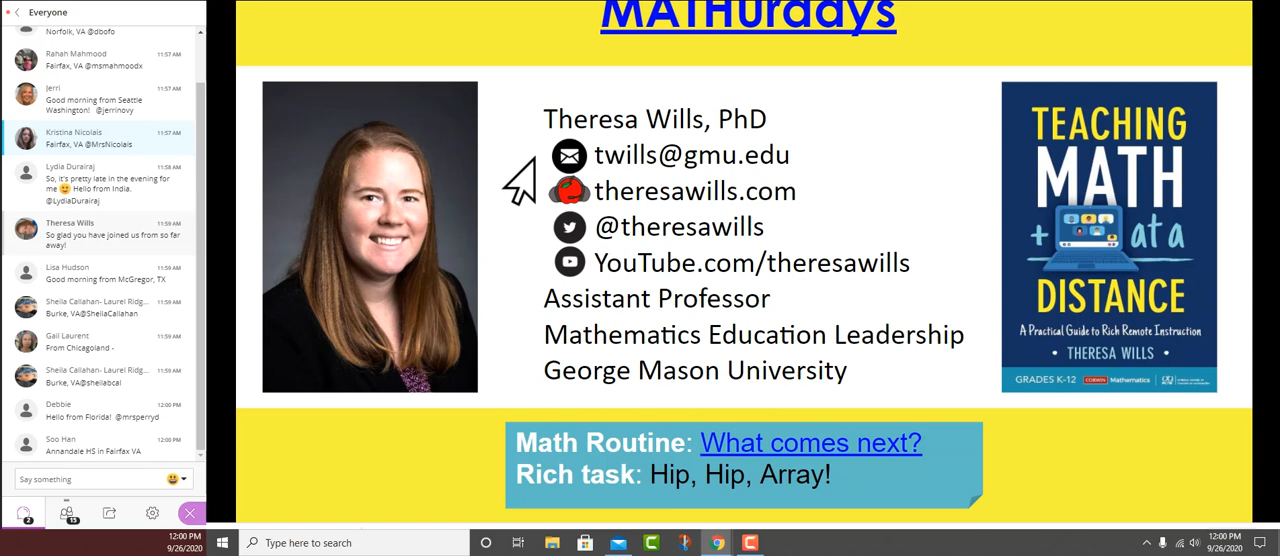 Everyone
Norfolk, VA @dbofo
Rahah Mahmood 11:57 AM
Fairfax, VA @msmahmoodx
Jerri 11:57 AM
Good morning from Seattle
Washington! @jerrinovy
Kristina Nicolais 11:57 AM
Fairfax, VA @MrsNicolais
Lydia Durairaj 11:58 AM
So, it's pretty late in the evening for
me Hello from India.
@LydiaDurairaj
Theresa Wills 11:59 AM
So glad you have joined us from so far
away!
Lisa Hudson 11:59 AM
Good morning from McGregor, TX
Sheila Callahan- Laurel Ridg... 11:59 AM
Burke, VA@SheilaCallahan
Gail Laurent 11:59 AM
From Chicagoland -
Sheila Callahan- Laurel Ridg... 11:59 AM
Burke, VA@sheilabcal
Debbie 12:00 PM
Hello from Florida! @mrsperryd
Soo Han 12:00 PM
Annandale HS in Fairfax VA
Say something
2
13
12:00 PM
9/26/2020
MATHurdays
Theresa Wills, PhD
twills@gmu.edu
theresawills.com
@theresawills
YouTube.com/theresawills
Assistant Professor
Mathematics Education Leadership
George Mason University
TEACHING
MATH
+ at a
DISTANCE
A Practical Guide to Rich Remote Instruction
• THERESA WILLS •
GRADES K-12 CORWIN Mathematics
Math Routine: What comes next?
Rich task: Hip, Hip, Array!
Type here to search
12:00 PM
9/26/2020